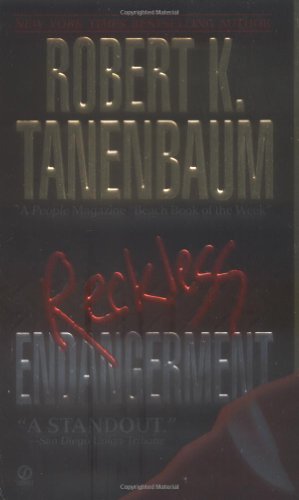 NEW YORK TIMES BESTSELLING AUTHOR
ROBERT K.
TANENBAUM
"A People Magazine "Beach Book of the Week"
Reckless
ENDANGERMENT
"A STANDOUT."
—San Diego Union-Tribune